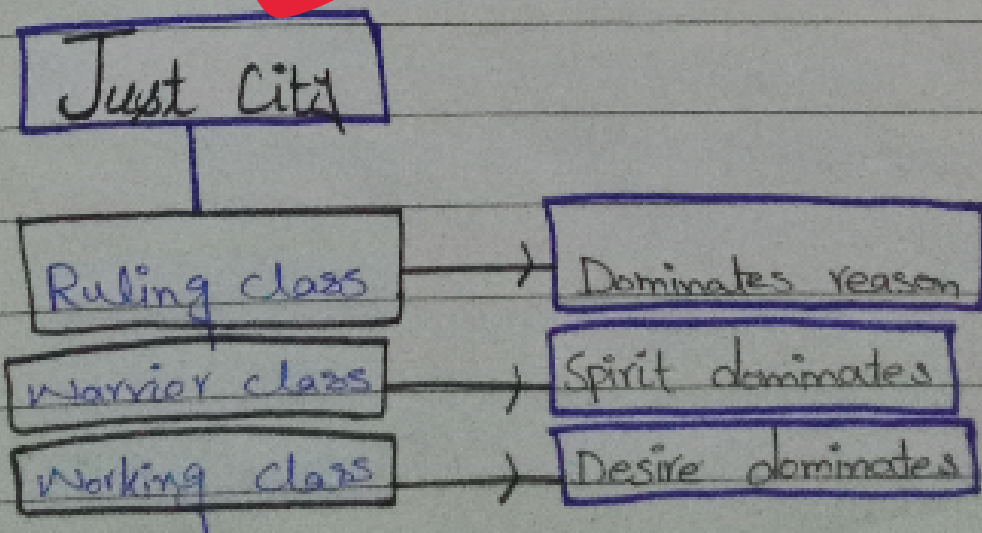 Just City
Ruling class
Dominates reason
Warrior class
Spirit dominates
Working class
Desire dominates